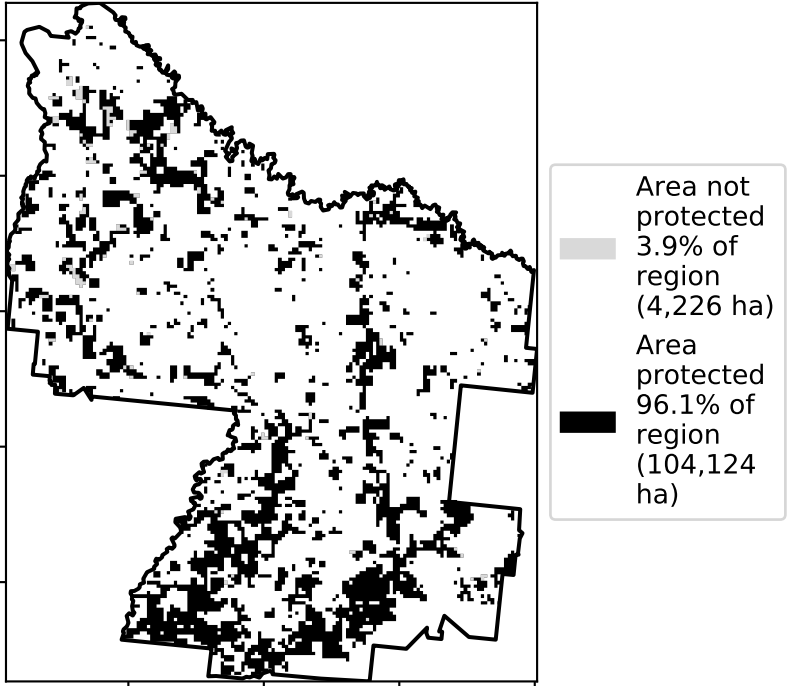 Area not
protected
3.9% of
region
(4,226 ha)
Area
protected
96.1% of
region
(104,124
ha)